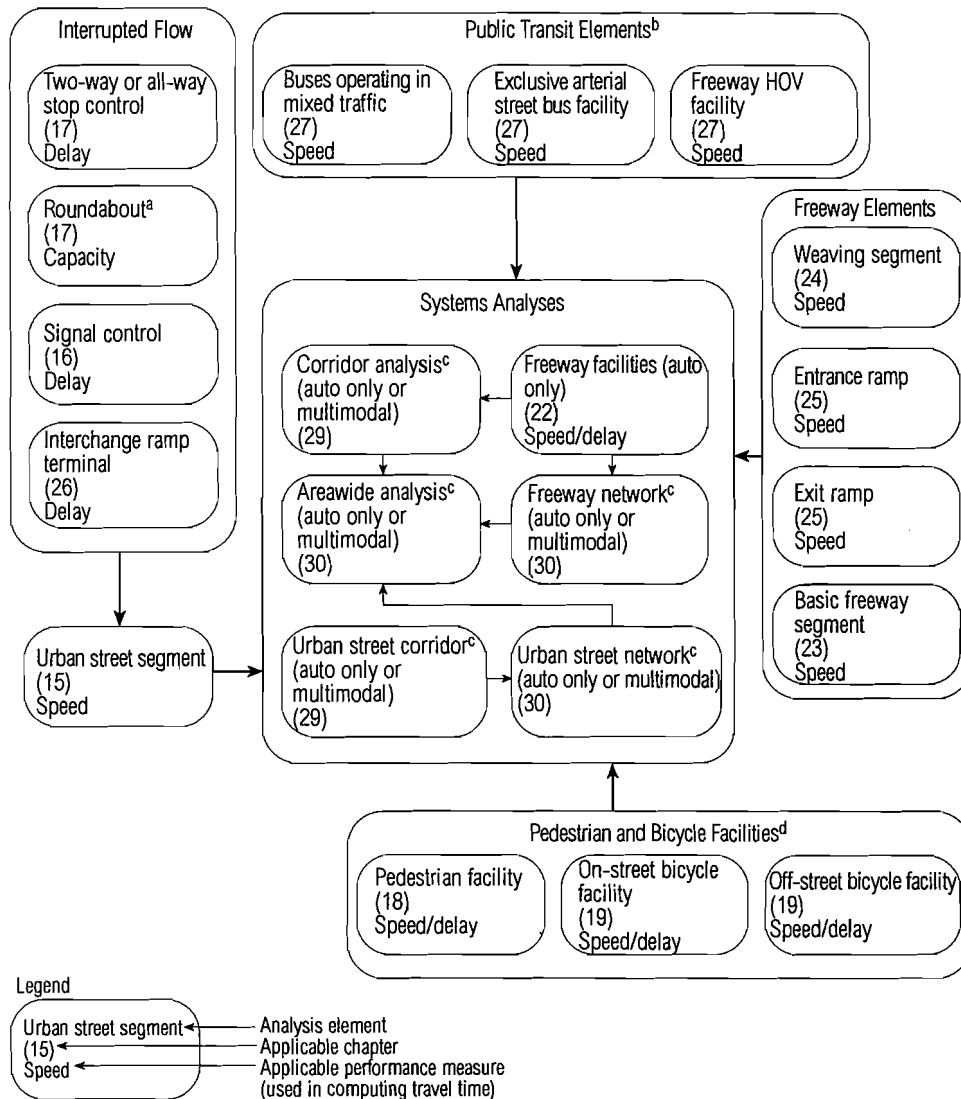 Interrupted Flow
Two-way or all-way
stop control
(17)
Delay
Roundaboutᵃ
(17)
Capacity
Signal control
(16)
Delay
Interchange ramp
terminal
(26)
Delay
Urban street segment
(15)
Speed
Public Transit Elementsᵇ
Buses operating in
mixed traffic
(27)
Speed
Exclusive arterial
street bus facility
(27)
Speed
Freeway HOV
facility
(27)
Speed
Systems Analyses
Corridor analysisᶜ
(auto only or
multimodal)
(29)
Freeway facilities (auto
only)
(22)
Speed/delay
Areawide analysisᶜ
(auto only or
multimodal)
(30)
Freeway networkᶜ
(auto only or
multimodal)
(30)
Urban street corridorᶜ
(auto only or
multimodal)
(29)
Urban street networkᶜ
(auto only or multimodal)
(30)
Freeway Elements
Weaving segment
(24)
Speed
Entrance ramp
(25)
Speed
Exit ramp
(25)
Speed
Basic freeway
segment
(23)
Speed
Pedestrian and Bicycle Facilitiesᵈ
Pedestrian facility
(18)
Speed/delay
On-street bicycle
facility
(19)
Speed/delay
Off-street bicycle facility
(19)
Speed/delay
Legend
Urban street segment
(15)
Speed
Analysis element
Applicable chapter
Applicable performance measure
(used in computing travel time)